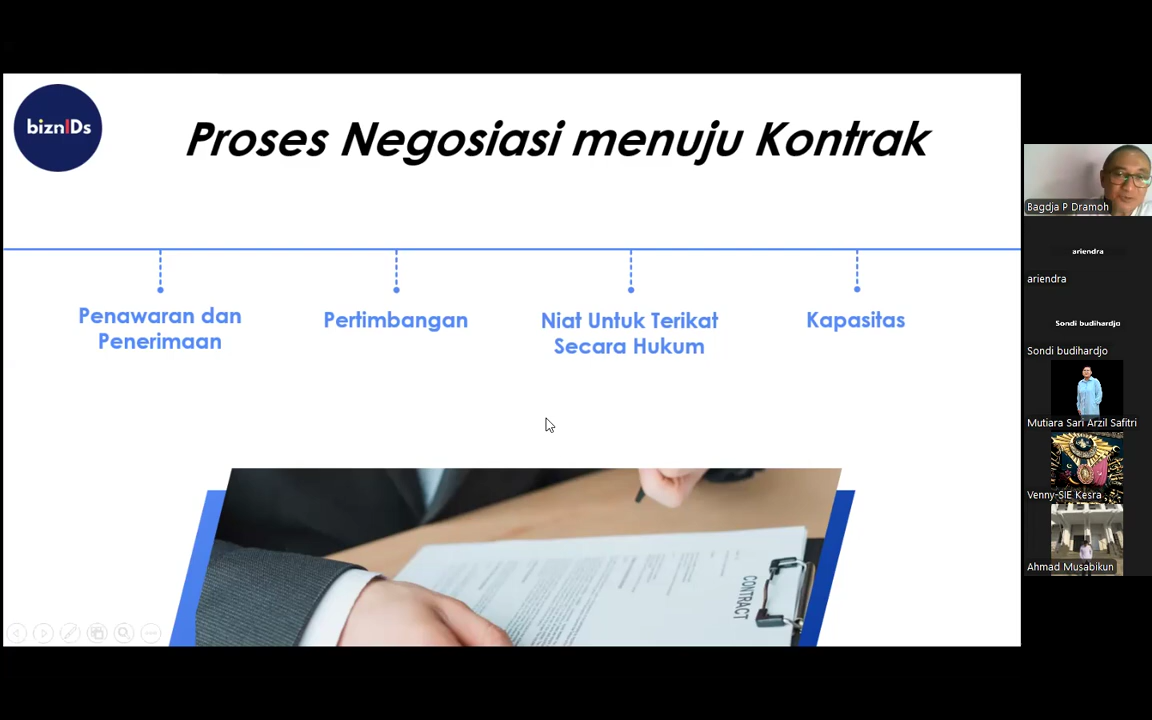 biznIDs
Proses Negosiasi menuju Kontrak
Penawaran dan
Penerimaan
Pertimbangan
Niat Untuk Terikat
Secara Hukum
Kapasitas
CONTRACT
Bagdja P Dramoh
ariendra
ariendra
Sondi budihardjo
Sondi budihardjo
Mutiara Sari Arzil Safitri
Venny-SIE Kesra
Ahmad Musabikun